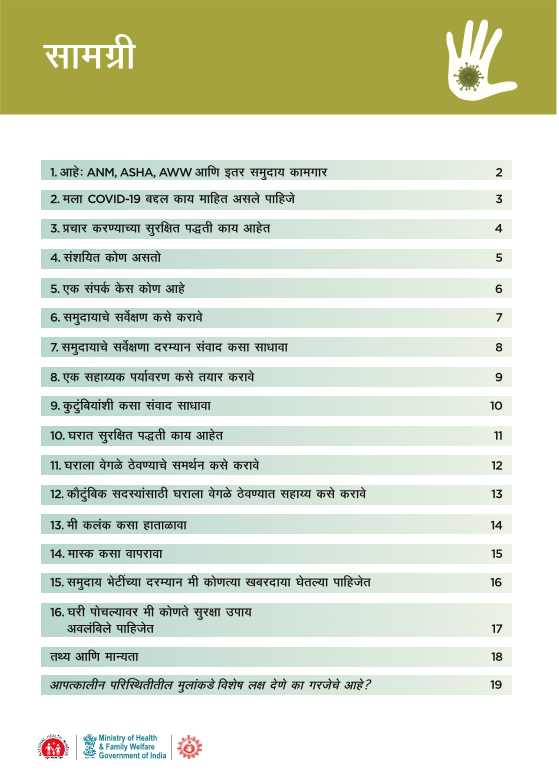 सामग्री
1. आहेः ANM, ASHA, AWW आणि इतर समुदाय कामगार 2
2. मला COVID-19 बद्दल काय माहित असले पाहिजे 3
3. प्रचार करण्याच्या सुरक्षित पद्धती काय आहेत 4
4. संशयित कोण असतो 5
5. एक संपर्क केस कोण आहे 6
6. समुदायाचे सर्वेक्षण कसे करावे 7
7. समुदायाचे सर्वेक्षणा दरम्यान संवाद कसा साधावा 8
8. एक सहाय्यक पर्यावरण कसे तयार करावे 9
9. कुटुंबियांशी कसा संवाद साधावा 10
10. घरात सुरक्षित पद्धती काय आहेत 11
11. घराला वेगळे ठेवण्याचे समर्थन कसे करावे 12
12. कौटुंबिक सदस्यांसाठी घराला वेगळे ठेवण्यात सहाय्य कसे करावे 13
13. मी कलंक कसा हाताळावा 14
14. मास्क कसा वापरावा 15
15. समुदाय भेटींच्या दरम्यान मी कोणत्या खबरदाया घेतल्या पाहिजेत 16
16. घरी पोचल्यावर मी कोणते सुरक्षा उपाय
अवलंबिले पाहिजेत 17
तथ्य आणि मान्यता 18
आपत्कालीन परिस्थितीतील मुलांकडे विशेष लक्ष देणे का गरजेचे आहे? 19
Ministry of Health
& Family Welfare
Government of India